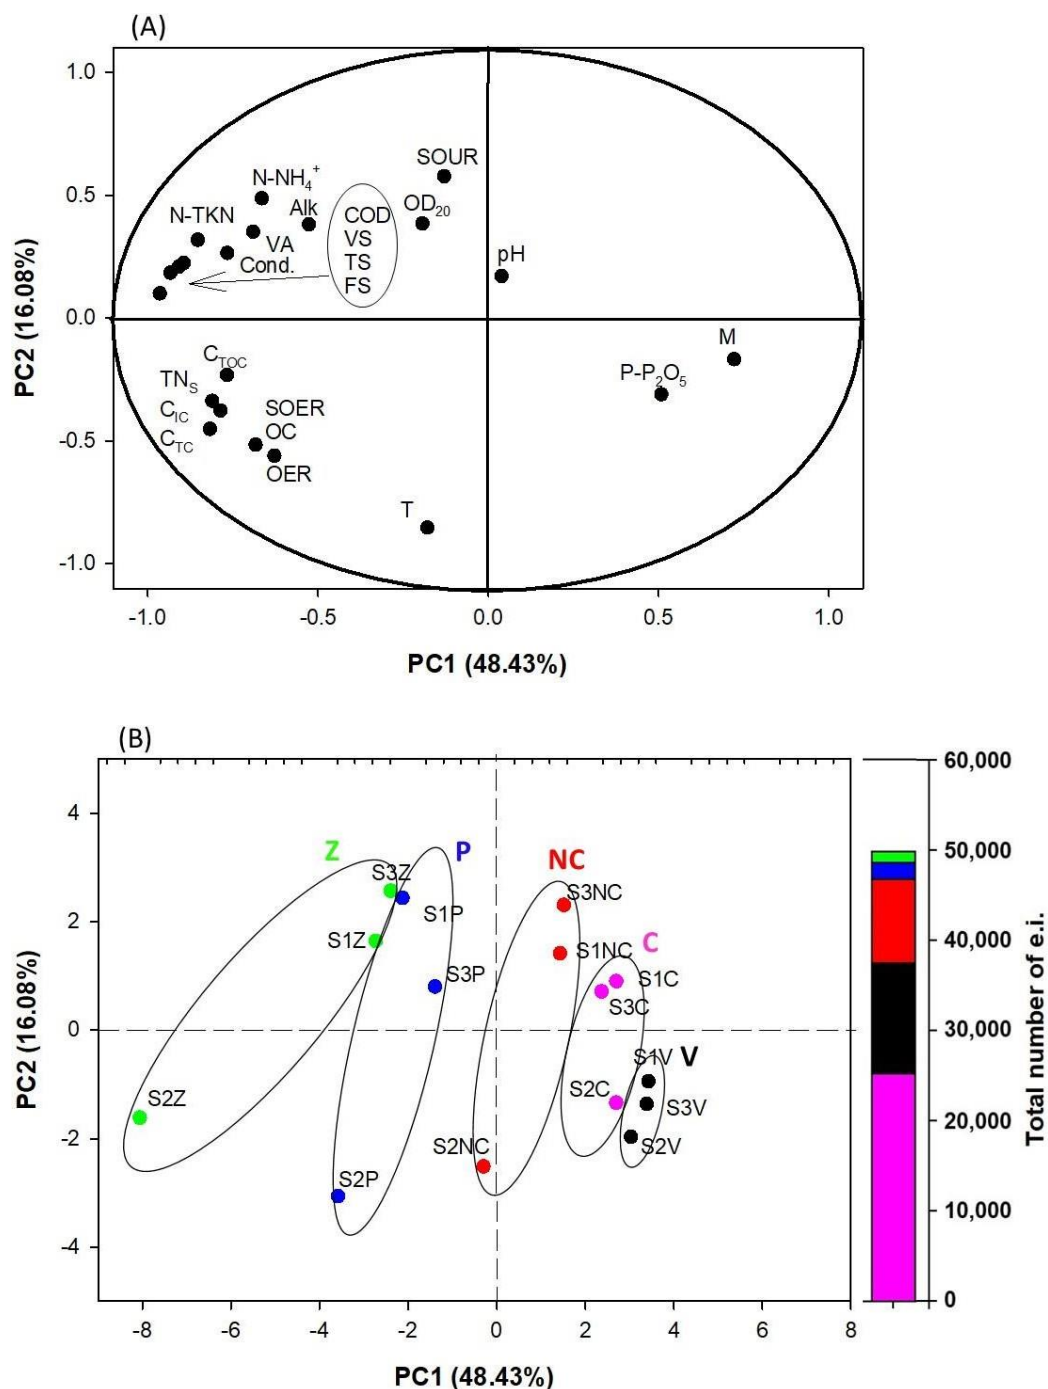 (A)
1.0
0.5
0.0
-0.5
-1.0
PC2 (16.08%)
SOUR
N-NH₄⁺
OD₂₀
Alk
COD
N-TKN
VS
VA
TS
Cond.
FS
pH
M
P-P₂O₅
C_TOC
TN_S
C_IC
SOER
C_TC
OC
OER
T
-1.0 -0.5 0.0 0.5 1.0
PC1 (48.43%)
(B)
4
2
0
-2
-4
PC2 (16.08%)
Z
P
NC
C
V
S3Z
S1P
S3NC
S1Z
S1NC
S3P
S1C
S3C
S1V
S2Z
S2C
S3V
S2NC
S2V
S2P
-8 -6 -4 -2 0 2 4 6 8
PC1 (48.43%)
60,000
50,000
40,000
30,000
20,000
10,000
0
Total number of e.i.